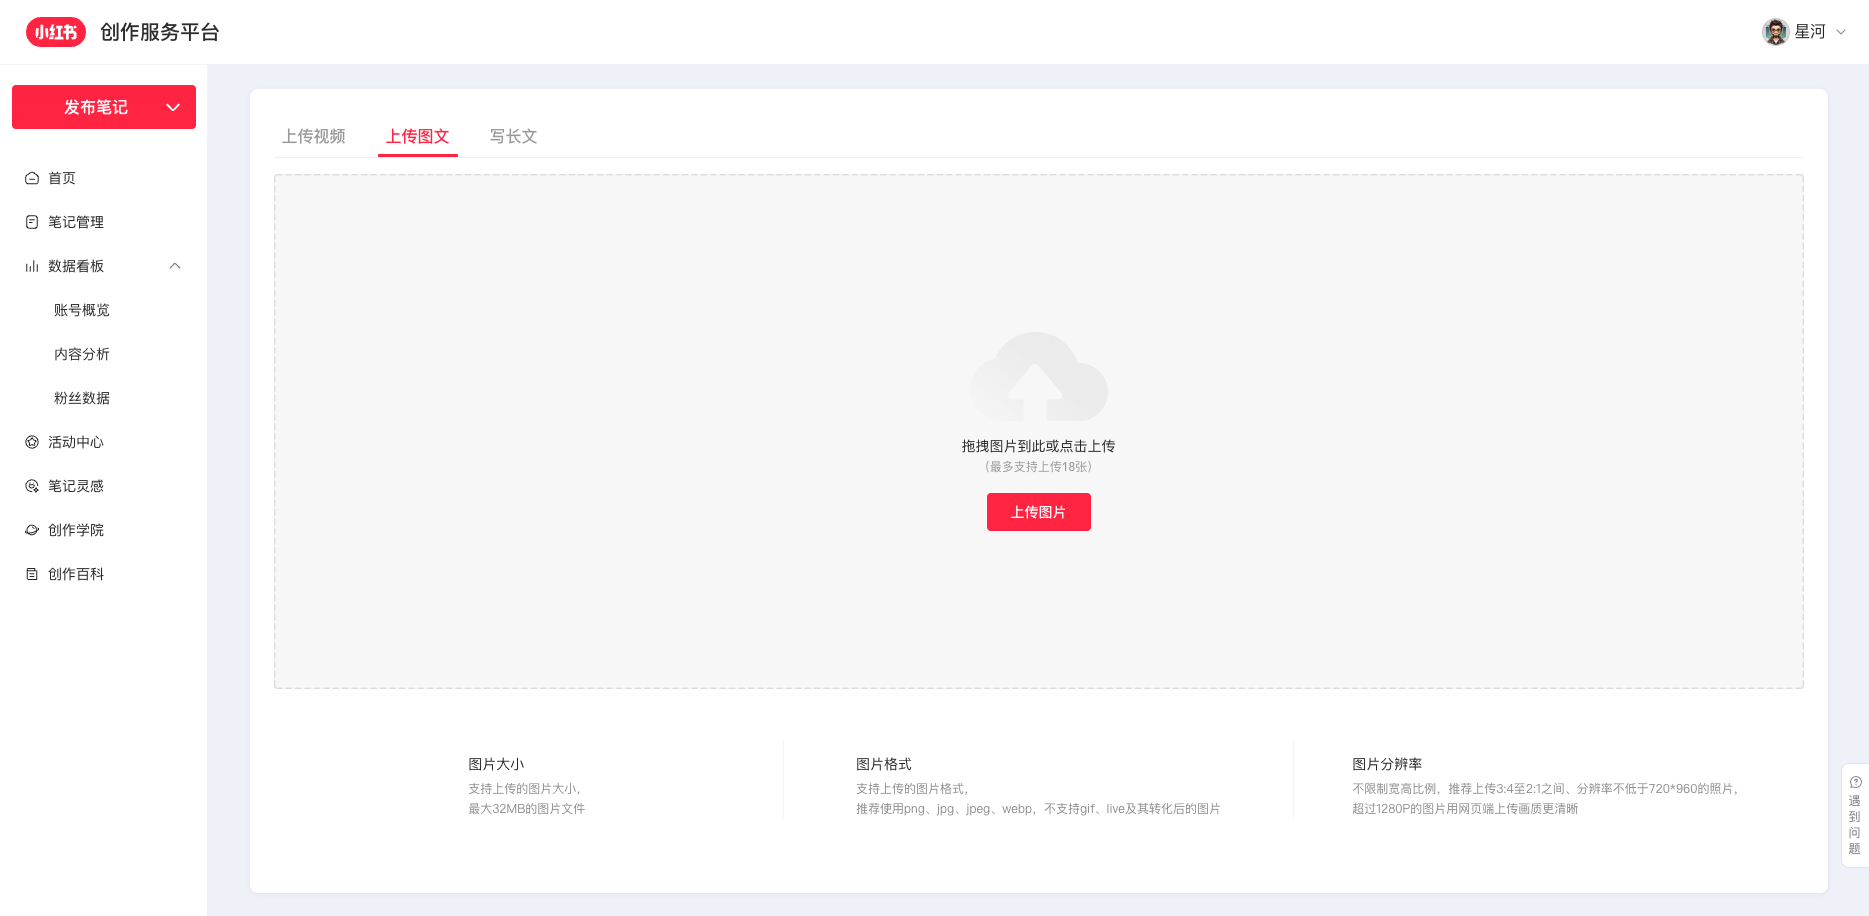 小红书 创作服务平台
星河
发布笔记
首页
笔记管理
数据看板
账号概览
内容分析
粉丝数据
活动中心
笔记灵感
创作学院
创作百科
上传视频 上传图文 写长文
拖拽图片到此或点击上传
（最多支持上传18张）
上传图片
图片大小
支持上传的图片大小，
最大32MB的图片文件
图片格式
支持上传的图片格式，
推荐使用png、jpg、jpeg、webp，不支持gif、live及其转化后的图片
图片分辨率
不限制宽高比例，推荐上传3:4至2:1之间、分辨率不低于720*960的照片，
超过1280P的图片用网页端上传画质更清晰
遇
到
问
题